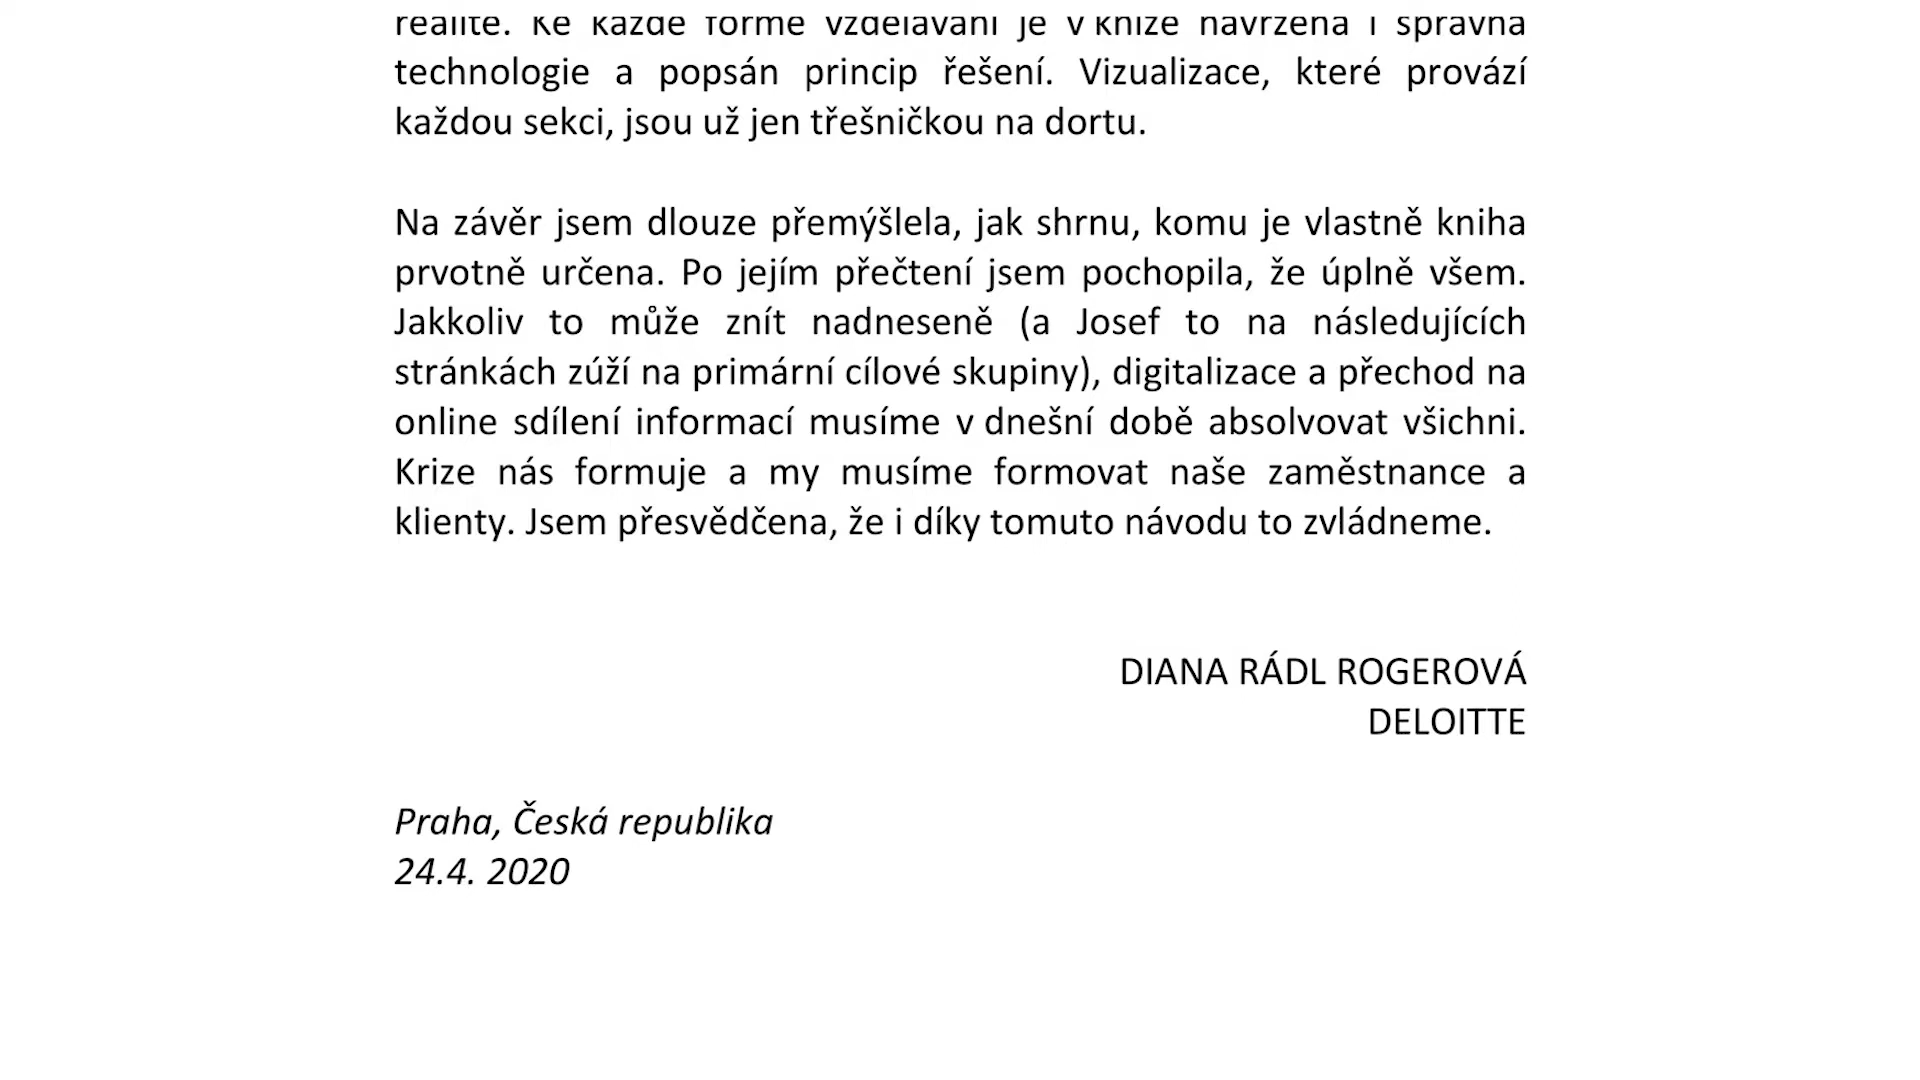 realitě. Ke každé formě vzdělávání je v knize navržena i správná
technologie a popsán princip řešení. Vizualizace, které provází
každou sekci, jsou už jen třešničkou na dortu.
Na závěr jsem dlouze přemýšlela, jak shrnu, komu je vlastně kniha
prvotně určena. Po jejím přečtení jsem pochopila, že úplně všem.
Jakkoliv to může znít nadneseně (a Josef to na následujících
stránkách zúží na primární cílové skupiny), digitalizace a přechod na
online sdílení informací musíme v dnešní době absolvovat všichni.
Krize nás formuje a my musíme formovat naše zaměstnance a
klienty. Jsem přesvědčena, že i díky tomuto návodu to zvládneme.
DIANA RÁDL ROGEROVÁ
DELOITTE
Praha, Česká republika
24.4. 2020